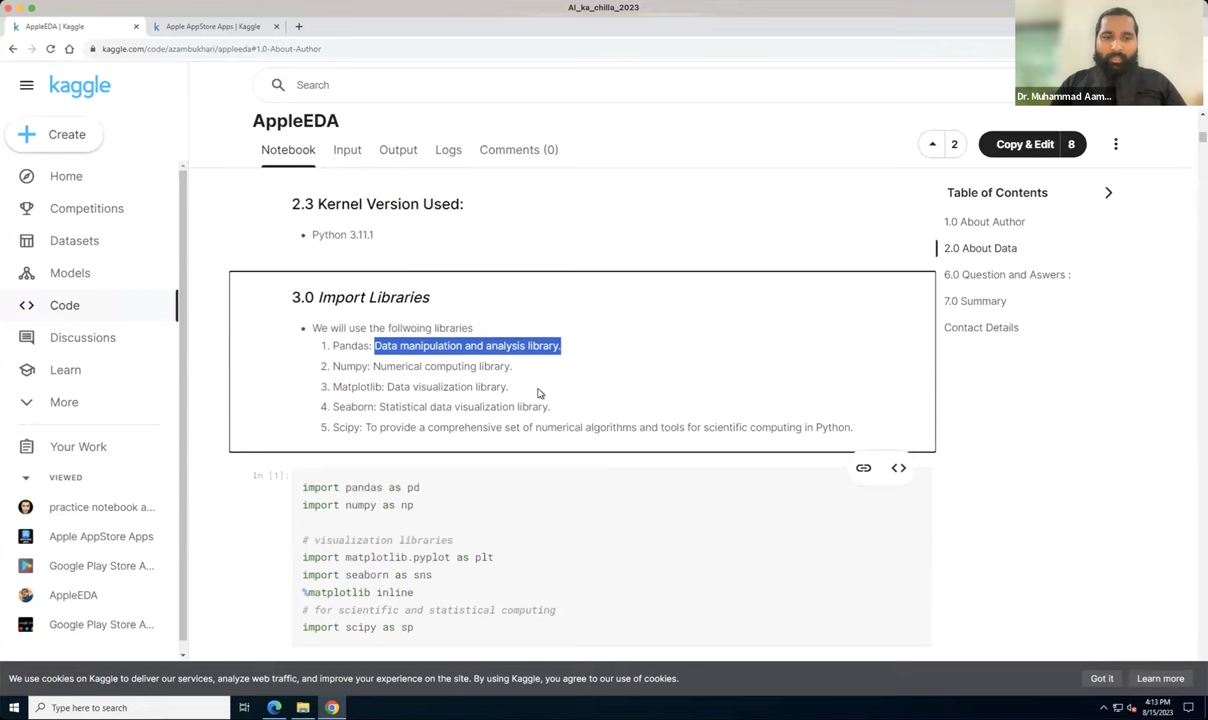 AI_ka_chilla_2023
AppleEDA | Kaggle
Apple AppStore Apps | Kaggle
kaggle.com/code/azambukhari/appleeda#1.0-About-Author
Dr. Muhammad Aam...
kaggle
Search
Create
AppleEDA
Notebook Input Output Logs Comments (0)
2
Copy & Edit 8
Home
Competitions
Datasets
Models
Code
Discussions
Learn
More
Your Work
VIEWED
practice notebook a...
Apple AppStore Apps
Google Play Store A...
AppleEDA
Google Play Store A...
2.3 Kernel Version Used:
Python 3.11.1
3.0 Import Libraries
We will use the follwoing libraries
1. Pandas: Data manipulation and analysis library.
2. Numpy: Numerical computing library.
3. Matplotlib: Data visualization library.
4. Seaborn: Statistical data visualization library.
5. Scipy: To provide a comprehensive set of numerical algorithms and tools for scientific computing in Python.
In [1]:
import pandas as pd
import numpy as np
# visualization libraries
import matplotlib.pyplot as plt
import seaborn as sns
%matplotlib inline
# for scientific and statistical computing
import scipy as sp
Table of Contents
1.0 About Author
2.0 About Data
6.0 Question and Aswers :
7.0 Summary
Contact Details
We use cookies on Kaggle to deliver our services, analyze web traffic, and improve your experience on the site. By using Kaggle, you agree to our use of cookies.
Got it
Learn more
Type here to search
4:13 PM
8/15/2023